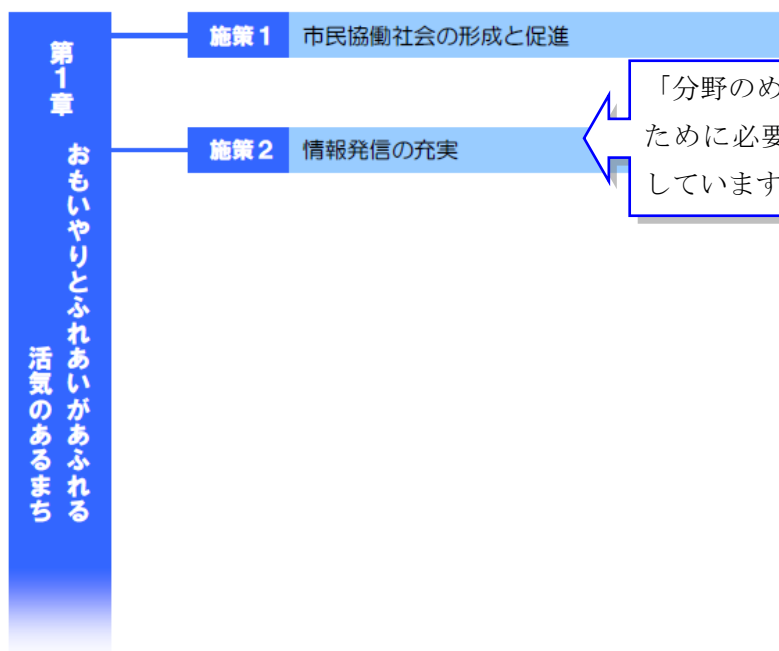 第1章
おもいやりとふれあいがあふれる
活気のあるまち
施策1 市民協働社会の形成と促進
施策2 情報発信の充実
「分野のめ
ために必要
しています